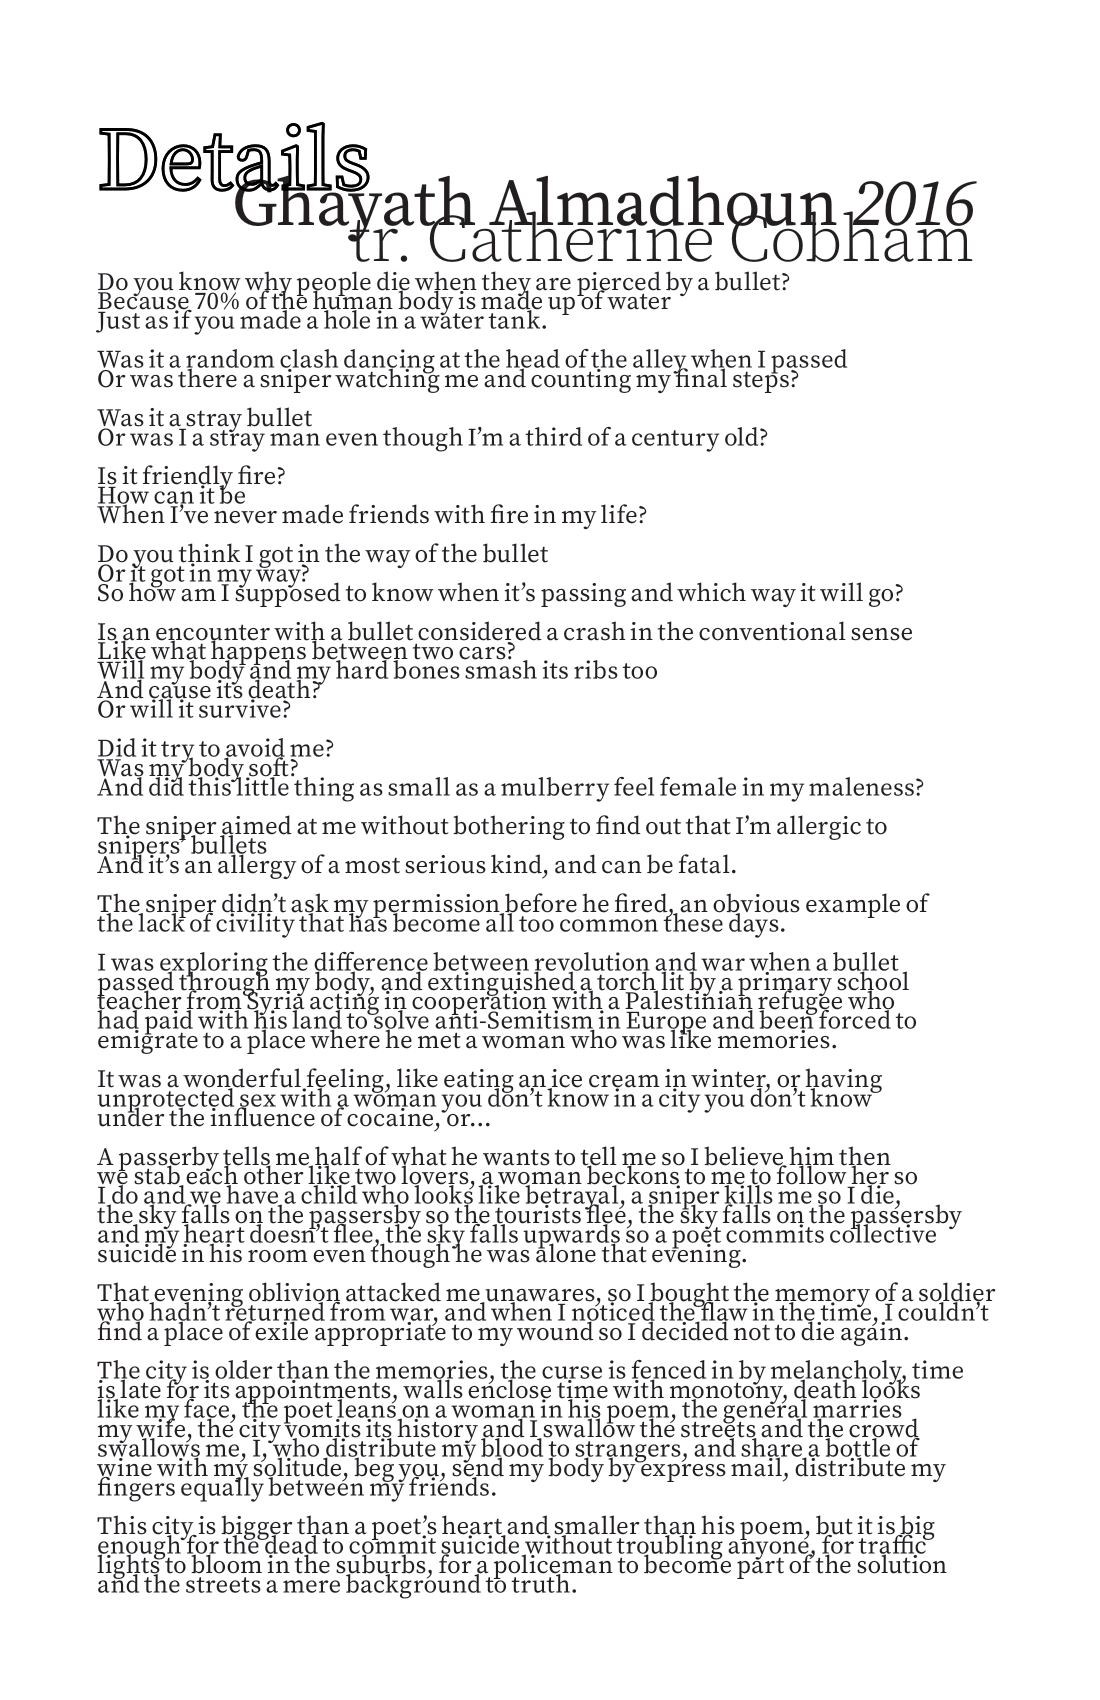 Details
Ghayath Almadhoun 2016
tr. Catherine Cobham
Do you know why people die when they are pierced by a bullet?
Because 70% of the human body is made up of water
Just as if you made a hole in a water tank.
Was it a random clash dancing at the head of the alley when I passed
Or was there a sniper watching me and counting my final steps?
Was it a stray bullet
Or was I a stray man even though I’m a third of a century old?
Is it friendly fire?
How can it be
When I’ve never made friends with fire in my life?
Do you think I got in the way of the bullet
Or it got in my way?
So how am I supposed to know when it’s passing and which way it will go?
Is an encounter with a bullet considered a crash in the conventional sense
Like what happens between two cars?
Will my body and my hard bones smash its ribs too
And cause its death?
Or will it survive?
Did it try to avoid me?
Was my body soft?
And did this little thing as small as a mulberry feel female in my maleness?
The sniper aimed at me without bothering to find out that I’m allergic to
snipers’ bullets
And it’s an allergy of a most serious kind, and can be fatal.
The sniper didn’t ask my permission before he fired, an obvious example of
the lack of civility that has become all too common these days.
I was exploring the difference between revolution and war when a bullet
passed through my body, and extinguished a torch lit by a primary school
teacher from Syria acting in cooperation with a Palestinian refugee who
had paid with his land to solve anti-Semitism in Europe and been forced to
emigrate to a place where he met a woman who was like memories.
It was a wonderful feeling, like eating an ice cream in winter, or having
unprotected sex with a woman you don’t know in a city you don’t know
under the influence of cocaine, or…
A passerby tells me half of what he wants to tell me so I believe him then
we stab each other like two lovers, a woman beckons to me to follow her so
I do and we have a child who looks like betrayal, a sniper kills me so I die,
the sky falls on the passersby so the tourists flee, the sky falls on the passersby
and my heart doesn’t flee, the sky falls upwards so a poet commits collective
suicide in his room even though he was alone that evening.
That evening oblivion attacked me unawares, so I bought the memory of a soldier
who hadn’t returned from war, and when I noticed the flaw in the time, I couldn’t
find a place of exile appropriate to my wound so I decided not to die again.
The city is older than the memories, the curse is fenced in by melancholy, time
is late for its appointments, walls enclose time with monotony, death looks
like my face, the poet leans on a woman in his poem, the general marries
my wife, the city vomits its history and I swallow the streets and the crowd
swallows me, I, who distribute my blood to strangers, and share a bottle of
wine with my solitude, beg you, send my body by express mail, distribute my
fingers equally between my friends.
This city is bigger than a poet’s heart and smaller than his poem, but it is big
enough for the dead to commit suicide without troubling anyone, for traffic
lights to bloom in the suburbs, for a policeman to become part of the solution
and the streets a mere background to truth.